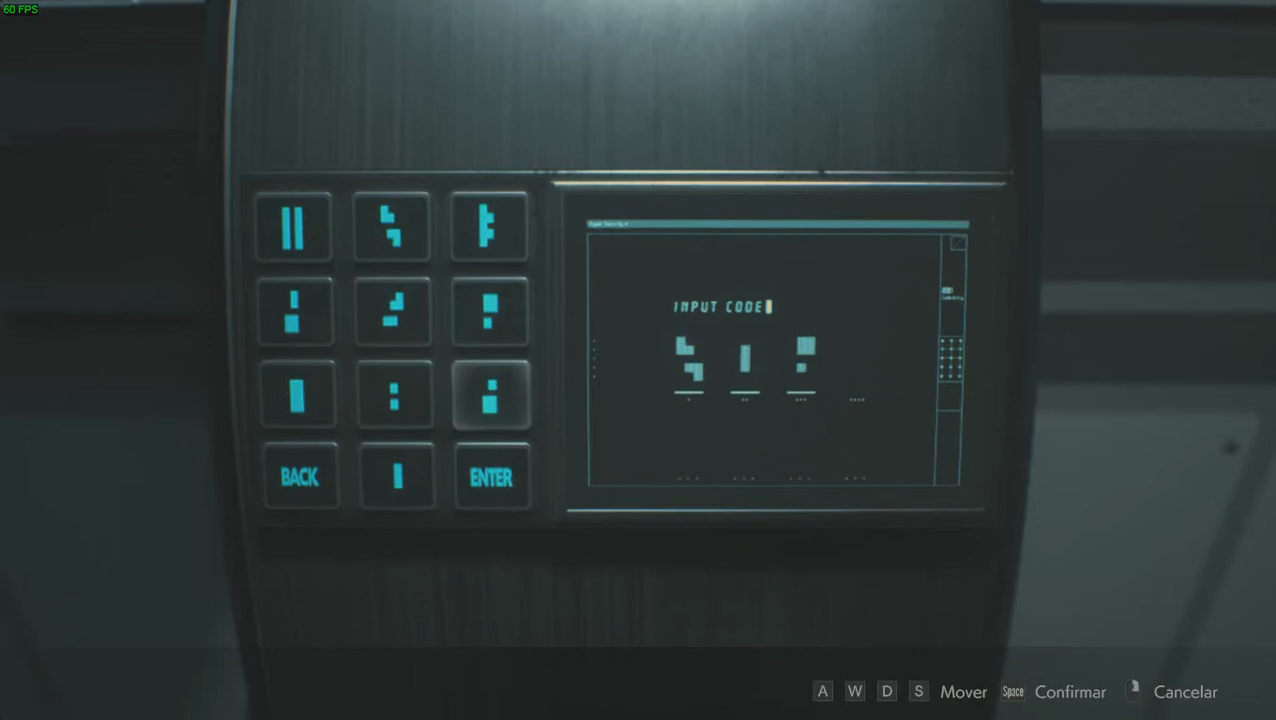 60 FPS
INPUT CODE
BACK
ENTER
A W D S Mover Space Confirmar Cancelar